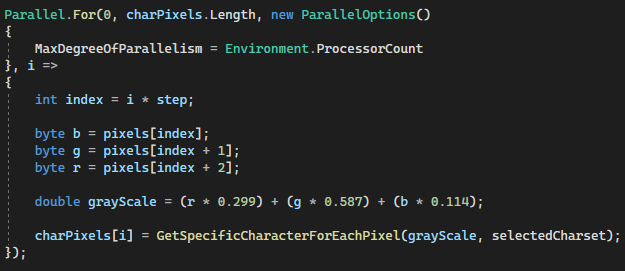 Parallel.For(0, charPixels.Length, new ParallelOptions()
{
    MaxDegreeOfParallelism = Environment.ProcessorCount
}, i =>
{
    int index = i * step;

    byte b = pixels[index];
    byte g = pixels[index + 1];
    byte r = pixels[index + 2];

    double grayScale = (r * 0.299) + (g * 0.587) + (b * 0.114);

    charPixels[i] = GetSpecificCharacterForEachPixel(grayScale, selectedCharset);
});